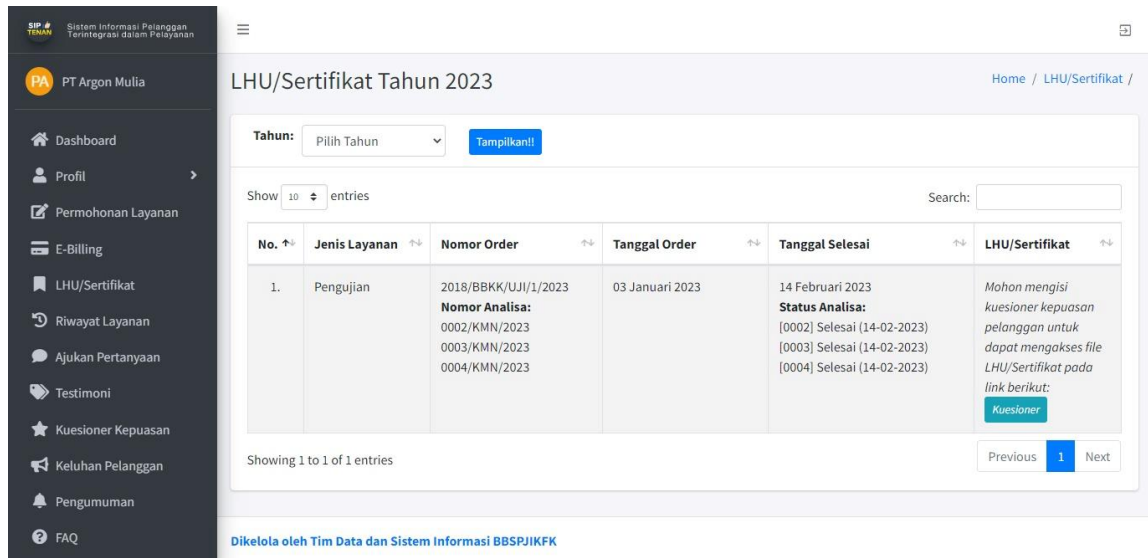 SIP
TENAN
Sistem Informasi Pelanggan
Terintegrasi dalam Pelayanan
PA
PT Argon Mulia
Dashboard
Profil
Permohonan Layanan
E-Billing
LHU/Sertifikat
Riwayat Layanan
Ajukan Pertanyaan
Testimoni
Kuesioner Kepuasan
Keluhan Pelanggan
Pengumuman
FAQ
LHU/Sertifikat Tahun 2023
Home / LHU/Sertifikat /
Tahun: Pilih Tahun Tampilkan!!
Show 10 entries
Search:
No. Jenis Layanan Nomor Order Tanggal Order Tanggal Selesai LHU/Sertifikat
1.
Pengujian
2018/BBKK/UJI/1/2023
Nomor Analisa:
0002/KMN/2023
0003/KMN/2023
0004/KMN/2023
03 Januari 2023
14 Februari 2023
Status Analisa:
[0002] Selesai (14-02-2023)
[0003] Selesai (14-02-2023)
[0004] Selesai (14-02-2023)
Mohon mengisi
kuesioner kepuasan
pelanggan untuk
dapat mengakses file
LHU/Sertifikat pada
link berikut:
Kuesioner
Showing 1 to 1 of 1 entries
Previous 1 Next
Dikelola oleh Tim Data dan Sistem Informasi BBSPJIKFK